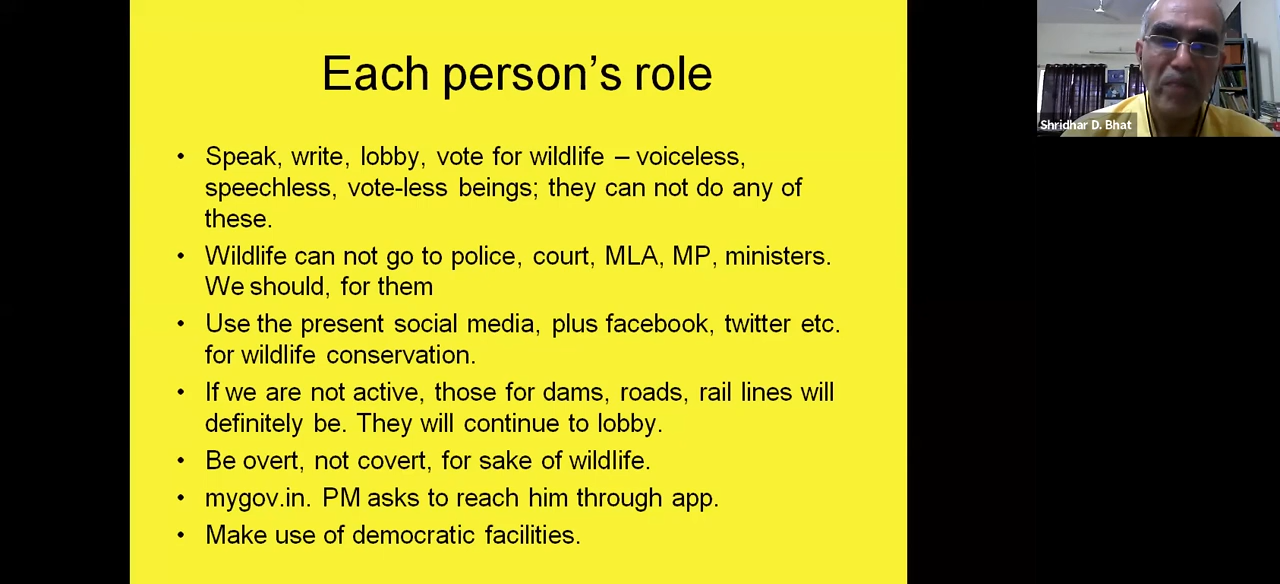 Each person’s role
• Speak, write, lobby, vote for wildlife – voiceless,
speechless, vote-less beings; they can not do any of
these.
• Wildlife can not go to police, court, MLA, MP, ministers.
We should, for them
• Use the present social media, plus facebook, twitter etc.
for wildlife conservation.
• If we are not active, those for dams, roads, rail lines will
definitely be. They will continue to lobby.
• Be overt, not covert, for sake of wildlife.
• mygov.in. PM asks to reach him through app.
• Make use of democratic facilities.
Shridhar D. Bhat